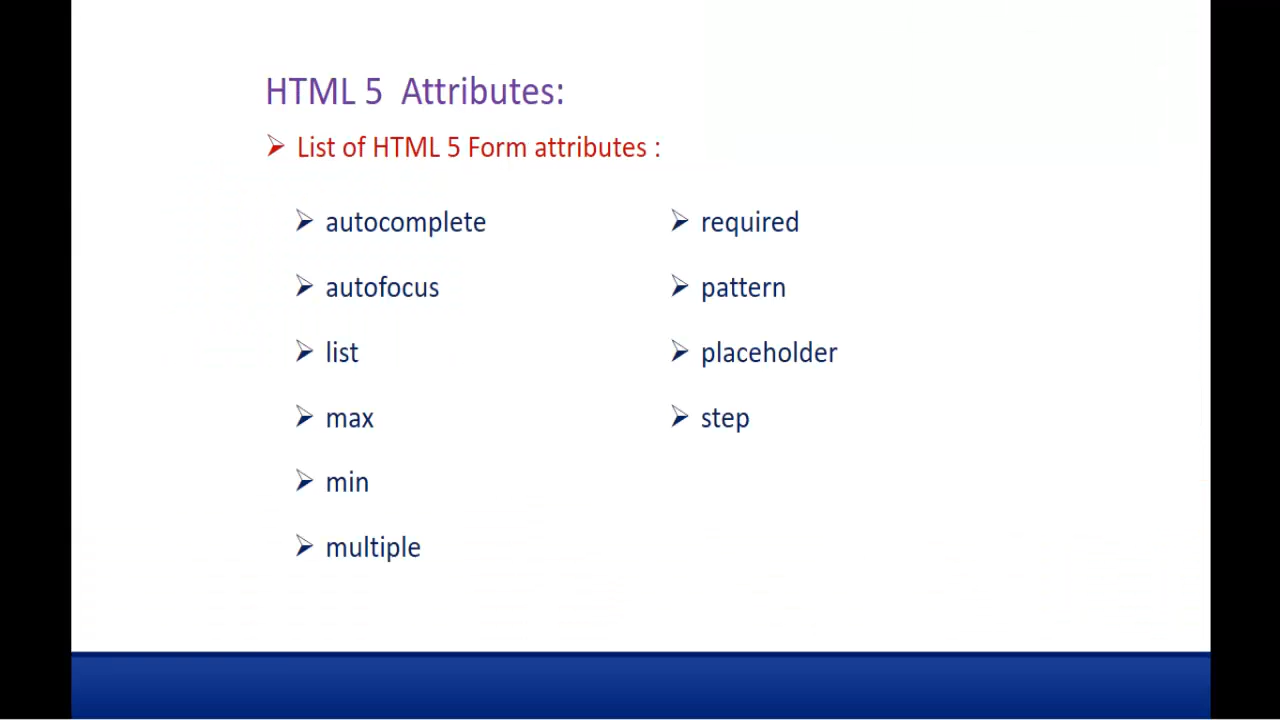 HTML 5 Attributes:
List of HTML 5 Form attributes :
autocomplete
autofocus
list
max
min
multiple
required
pattern
placeholder
step